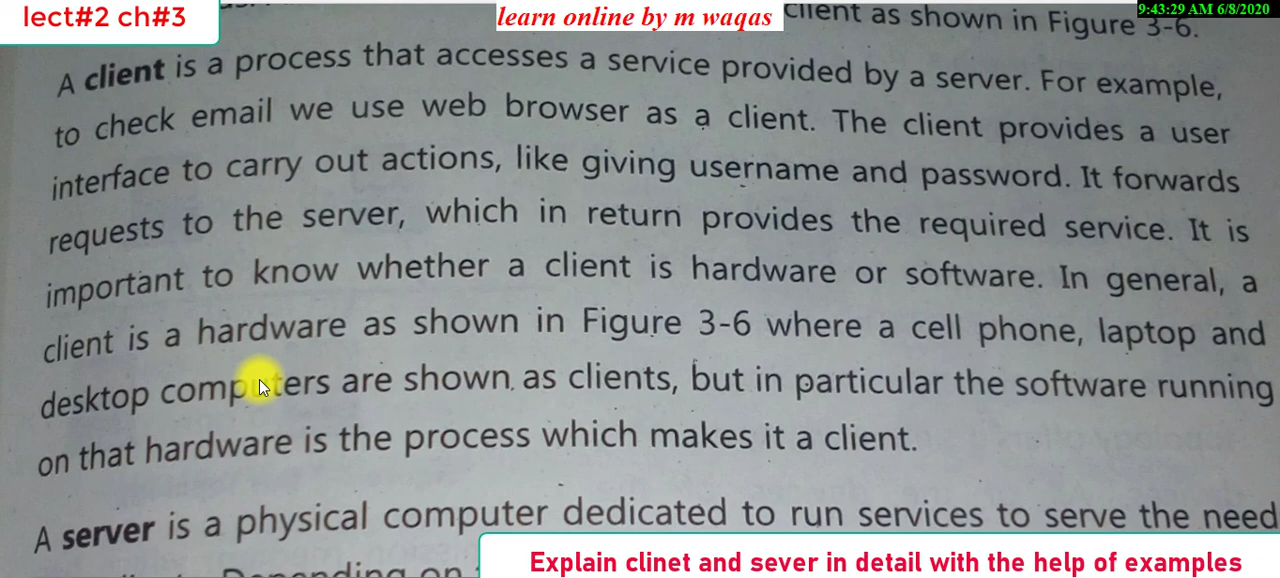 lect#2 ch#3
learn online by m waqas
client as shown in Figure 3-6.
9:43:29 AM 6/8/2020
A client is a process that accesses a service provided by a server. For example,
to check email we use web browser as a client. The client provides a user
interface to carry out actions, like giving username and password. It forwards
requests to the server, which in return provides the required service. It is
important to know whether a client is hardware or software. In general, a
client is a hardware as shown in Figure 3-6 where a cell phone, laptop and
desktop computers are shown as clients, but in particular the software running
on that hardware is the process which makes it a client.
A server is a physical computer dedicated to run services to serve the need
Depending on
Explain clinet and sever in detail with the help of examples